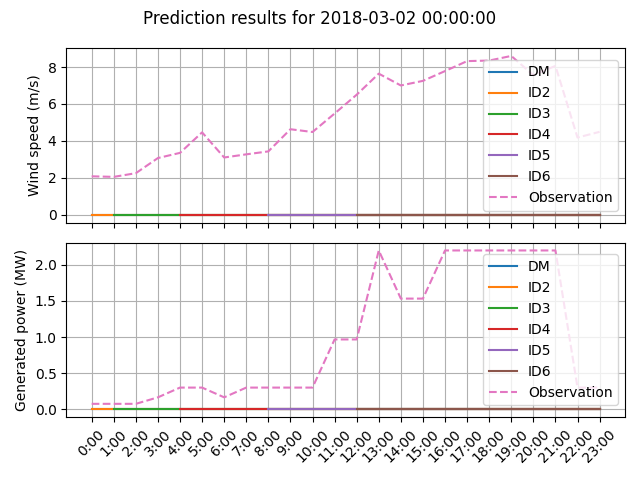 Prediction results for 2018-03-02 00:00:00
Wind speed (m/s)
8
6
4
2
0
DM
ID2
ID3
ID4
ID5
ID6
Observation
Generated power (MW)
2.0
1.5
1.0
0.5
0.0
DM
ID2
ID3
ID4
ID5
ID6
Observation
0:00 1:00 2:00 3:00 4:00 5:00 6:00 7:00 8:00 9:00 10:00 11:00 12:00 13:00 14:00 15:00 16:00 17:00 18:00 19:00 20:00 21:00 22:00 23:00